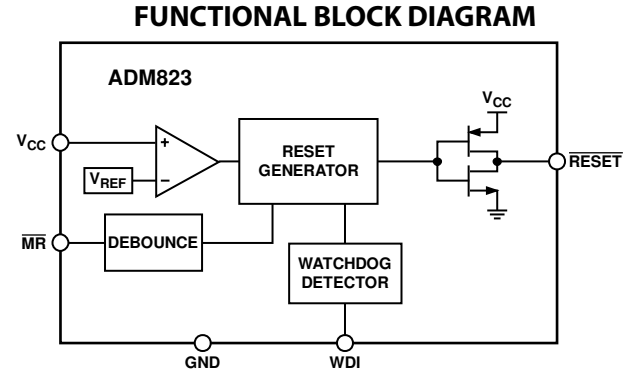 FUNCTIONAL BLOCK DIAGRAM
ADM823
VCC
VCC
+
RESET
GENERATOR
RESET
VREF
–
MR
DEBOUNCE
WATCHDOG
DETECTOR
GND
WDI